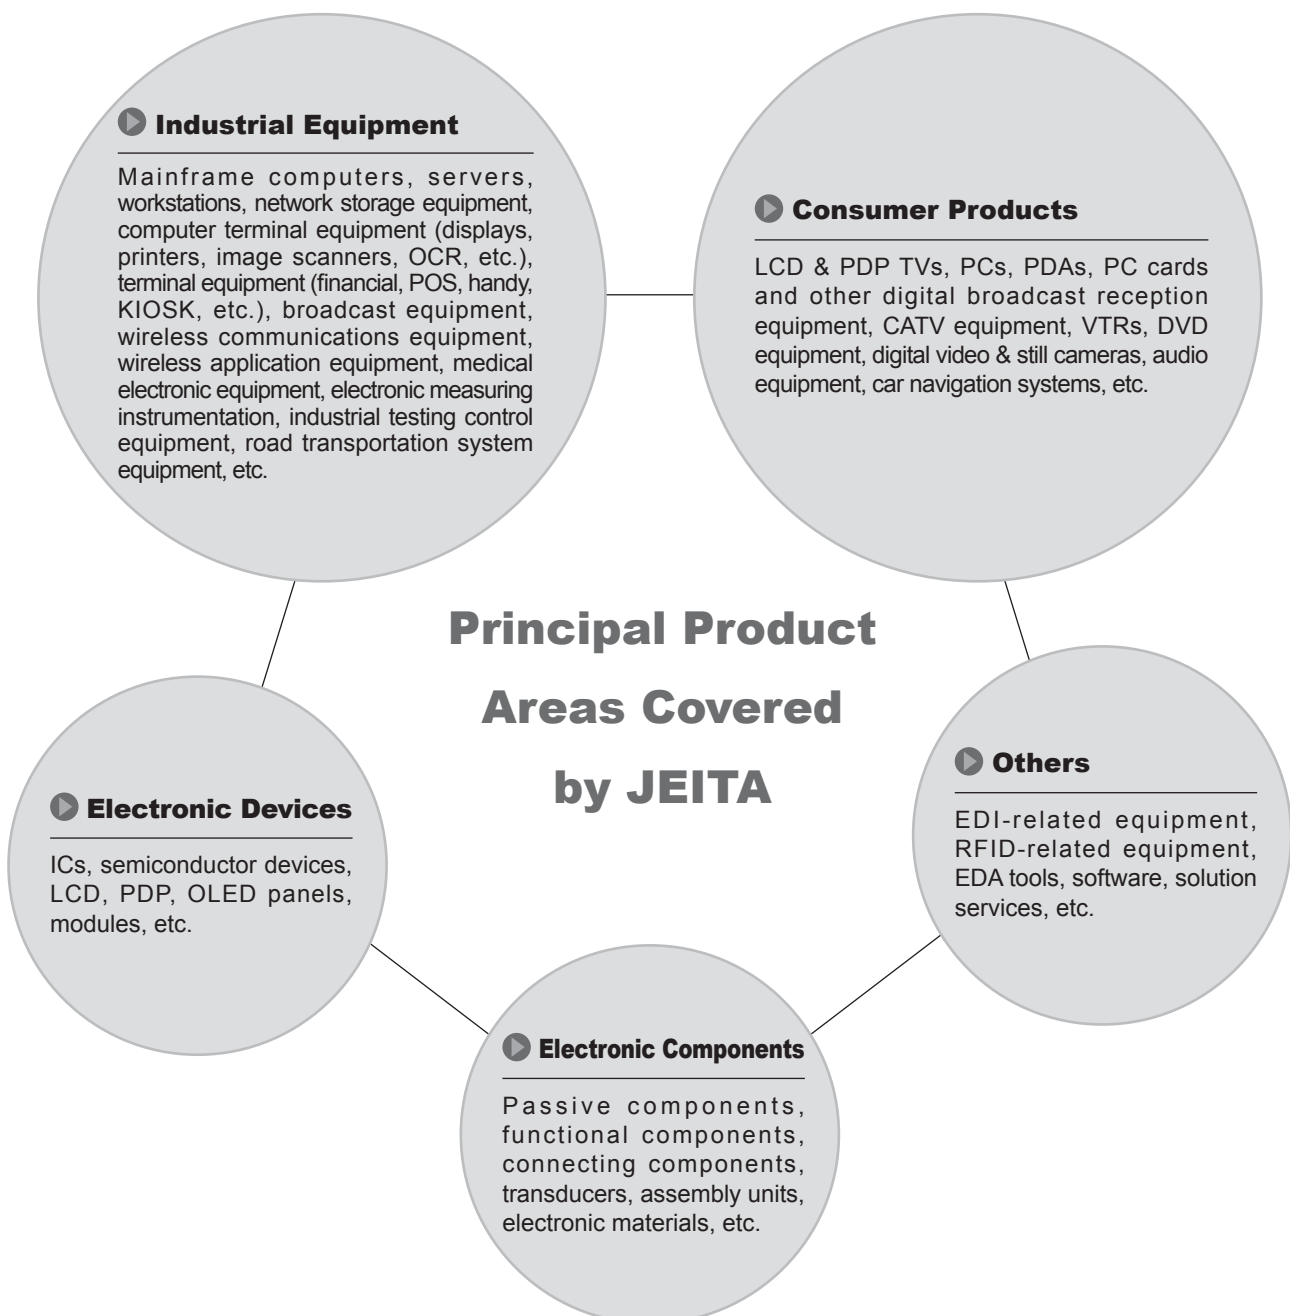 Industrial Equipment
Mainframe computers, servers,
workstations, network storage equipment,
computer terminal equipment (displays,
printers, image scanners, OCR, etc.),
terminal equipment (financial, POS, handy,
KIOSK, etc.), broadcast equipment,
wireless communications equipment,
wireless application equipment, medical
electronic equipment, electronic measuring
instrumentation, industrial testing control
equipment, road transportation system
equipment, etc.
Consumer Products
LCD & PDP TVs, PCs, PDAs, PC cards
and other digital broadcast reception
equipment, CATV equipment, VTRs, DVD
equipment, digital video & still cameras, audio
equipment, car navigation systems, etc.
Principal Product
Areas Covered
by JEITA
Electronic Devices
ICs, semiconductor devices,
LCD, PDP, OLED panels,
modules, etc.
Others
EDI-related equipment,
RFID-related equipment,
EDA tools, software, solution
services, etc.
Electronic Components
Passive components,
functional components,
connecting components,
transducers, assembly units,
electronic materials, etc.